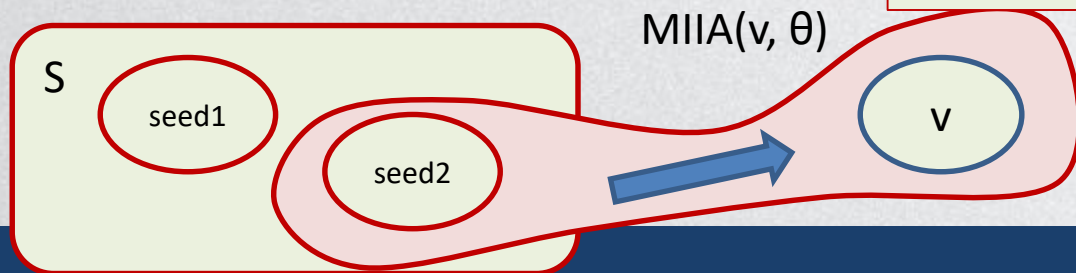 MIIA(v, θ)
S
seed1
v
seed2